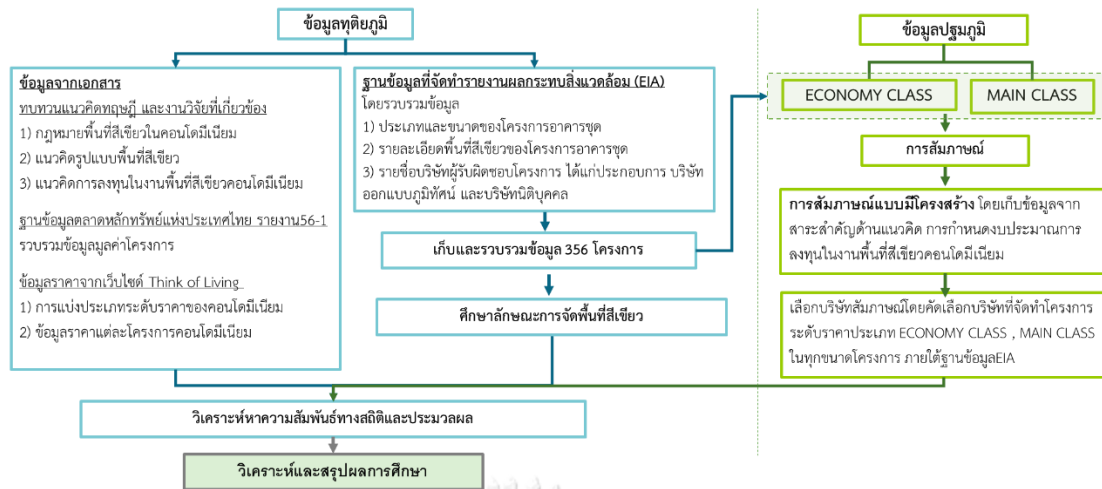 ข้อมูลทุติยภูมิ
ข้อมูลจากเอกสาร
ทบทวนแนวคิดทฤษฎี และงานวิจัยที่เกี่ยวข้อง
1) กฎหมายพื้นที่สีเขียวในคอนโดมิเนียม
2) แนวคิดรูปแบบพื้นที่สีเขียว
3) แนวคิดการลงทุนในงานพื้นที่สีเขียวคอนโดมิเนียม
ฐานข้อมูลตลาดหลักทรัพย์แห่งประเทศไทย รายงาน56-1
รวบรวมข้อมูลมูลค่าโครงการ
ข้อมูลราคาจากเว็บไซต์ Think of Living
1) การแบ่งประเภทระดับราคาของคอนโดมิเนียม
2) ข้อมูลราคาแต่ละโครงการคอนโดมิเนียม
ฐานข้อมูลที่จัดทำรายงานผลกระทบสิ่งแวดล้อม (EIA)
โดยรวบรวมข้อมูล
1) ประเภทและขนาดของโครงการอาคารชุด
2) รายละเอียดพื้นที่สีเขียวของโครงการอาคารชุด
3) รายชื่อบริษัทผู้รับผิดชอบโครงการ ได้แก่ประกอบการ บริษัท
ออกแบบภูมิทัศน์ และบริษัทนิติบุคคล
เก็บและรวบรวมข้อมูล 356 โครงการ
ศึกษาลักษณะการจัดพื้นที่สีเขียว
ข้อมูลปฐมภูมิ
ECONOMY CLASS
MAIN CLASS
การสัมภาษณ์
การสัมภาษณ์แบบมีโครงสร้าง โดยเก็บข้อมูลจาก
สาระสำคัญด้านแนวคิด การกำหนดงบประมาณการ
ลงทุนในงานพื้นที่สีเขียวคอนโดมิเนียม
เลือกบริษัทสัมภาษณ์โดยคัดเลือกบริษัทที่จัดทำโครงการ
ระดับราคาประเภท ECONOMY CLASS , MAIN CLASS
ในทุกขนาดโครงการ ภายใต้ฐานข้อมูลEIA
วิเคราะห์หาความสัมพันธ์ทางสถิติและประมวลผล
วิเคราะห์และสรุปผลการศึกษา